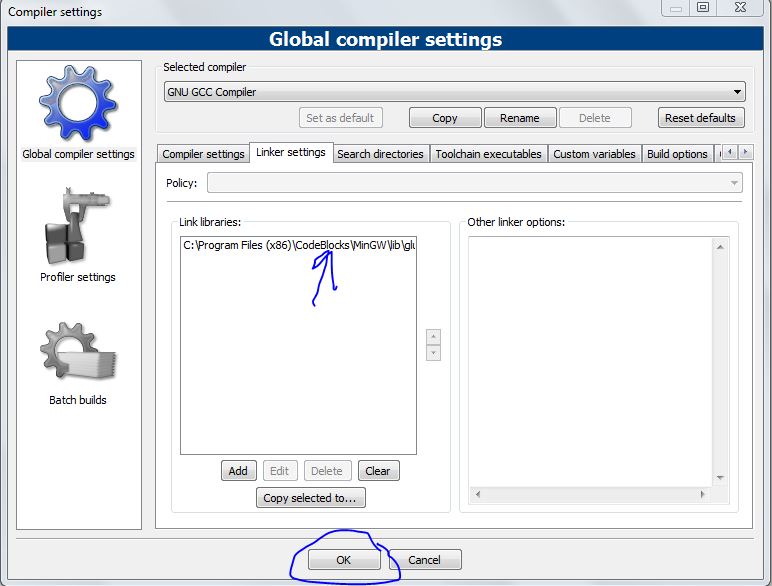 Compiler settings
Global compiler settings
Selected compiler
GNU GCC Compiler
Set as default Copy Rename Delete Reset defaults
Global compiler settings
Compiler settings Linker settings Search directories Toolchain executables Custom variables Build options
Policy:
Link libraries: Other linker options:
C:\Program Files (x86)\CodeBlocks\MinGW\lib\glu
Profiler settings
Batch builds
Add Edit Delete Clear
Copy selected to...
OK Cancel